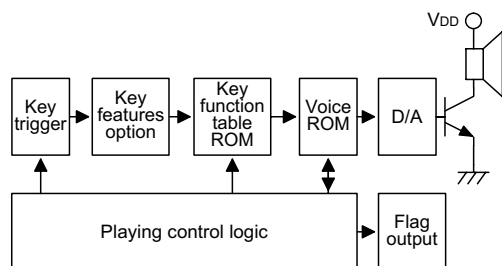 VDD
Key
trigger
Key
features
option
Key
function
table
ROM
Voice
ROM
D/A
Playing control logic
Flag
output